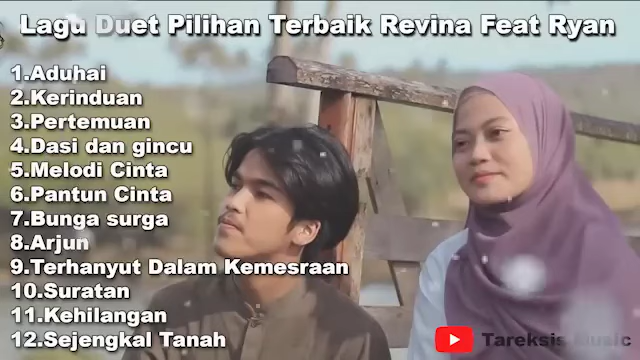 Lagu Duet Pilihan Terbaik Revina Feat Ryan
1.Aduhai
2.Kerinduan
3.Pertemuan
4.Dasi dan gincu
5.Melodi Cinta
6.Pantun Cinta
7.Bunga surga
8.Arjun
9.Terhanyut Dalam Kemesraan
10.Suratan
11.Kehilangan
12.Sejengkal Tanah
Tareksis Music